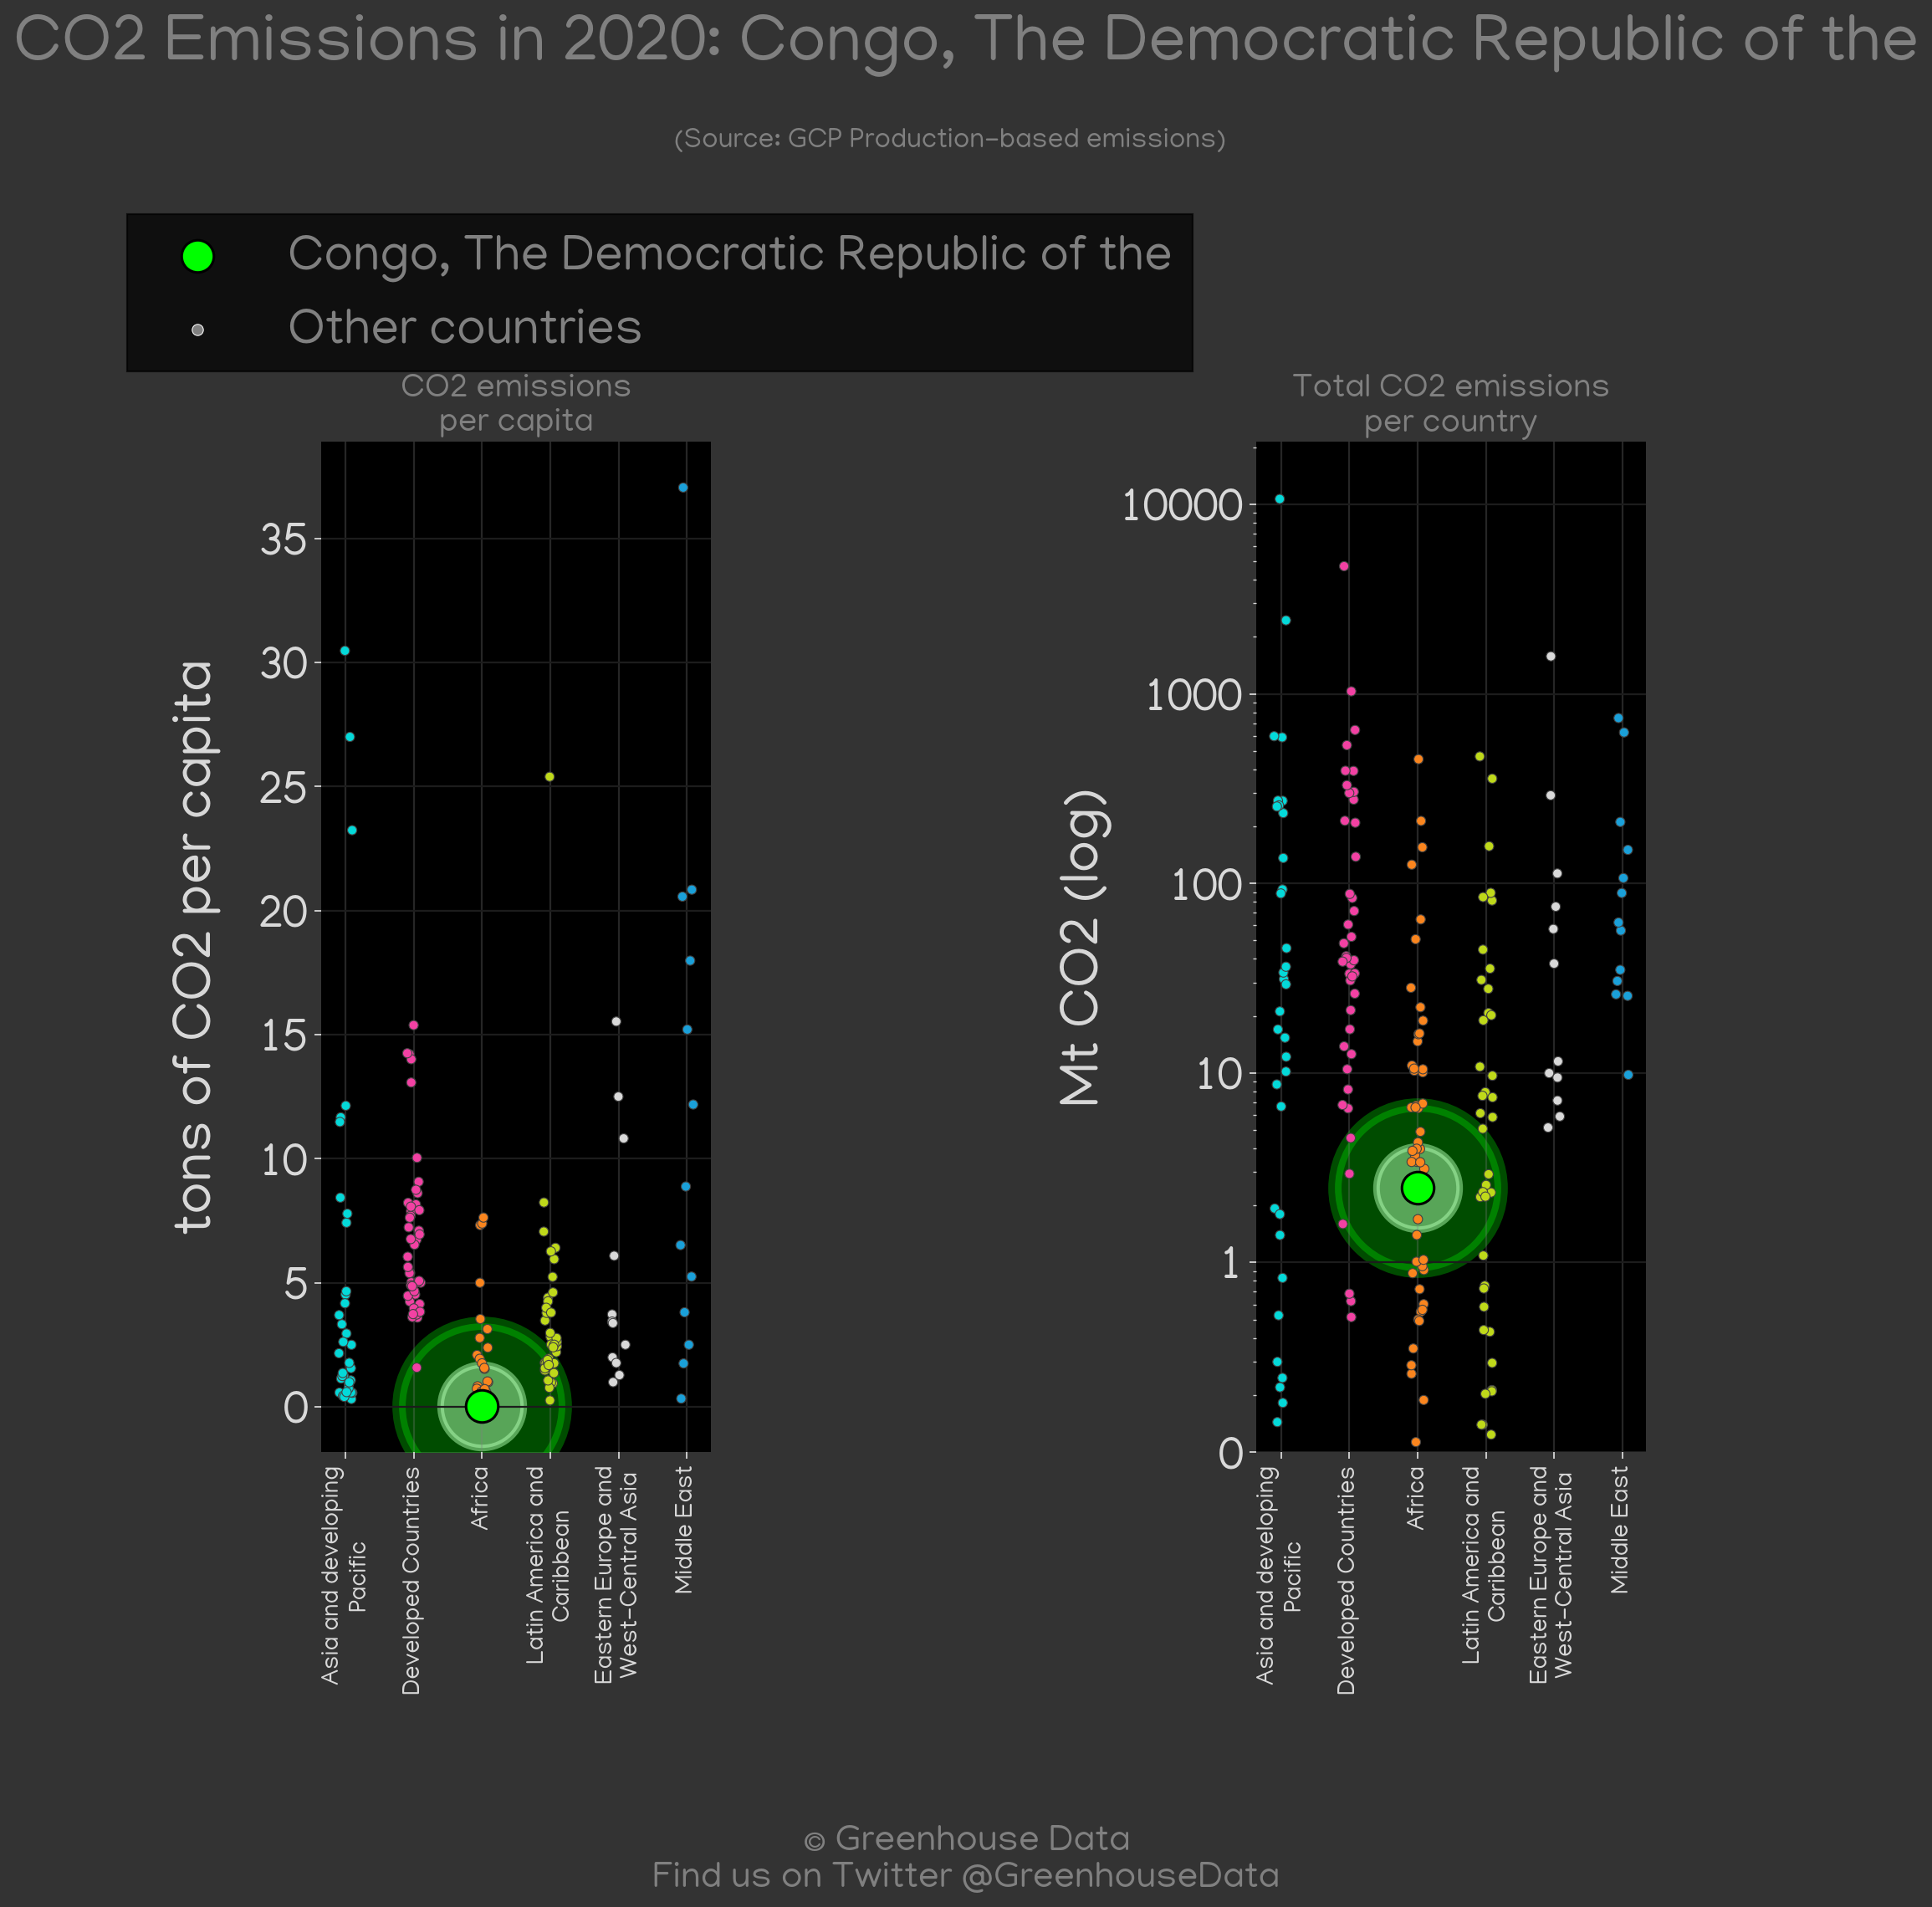 CO2 Emissions in 2020: Congo, The Democratic Republic of the
(Source: GCP Production-based emissions)
Congo, The Democratic Republic of the
Other countries
CO2 emissions
per capita
tons of CO2 per capita
35
30
25
20
15
10
5
0
Asia and developing
Pacific
Developed Countries
Africa
Latin America and
Caribbean
Eastern Europe and
West-Central Asia
Middle East
Total CO2 emissions
per country
Mt CO2 (log)
10000
1000
100
10
1
0
Asia and developing
Pacific
Developed Countries
Africa
Latin America and
Caribbean
Eastern Europe and
West-Central Asia
Middle East
© Greenhouse Data
Find us on Twitter @GreenhouseData